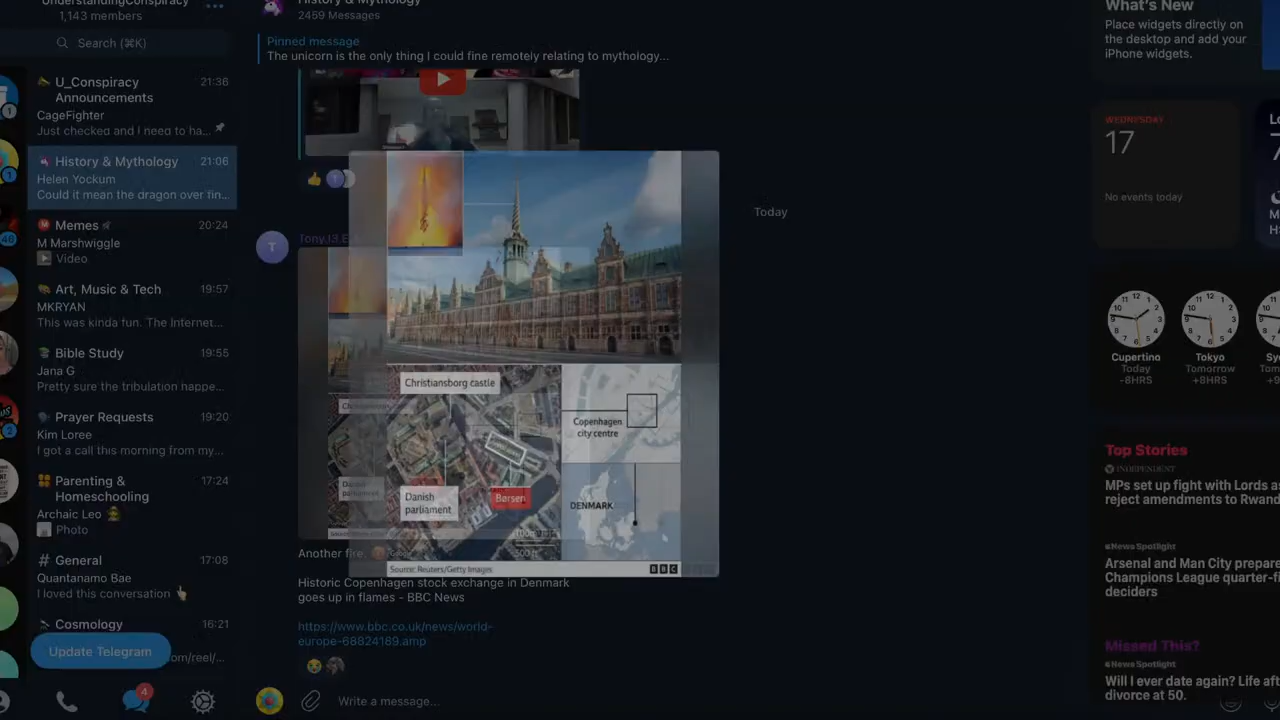 UnderstandingConspiracy
1,143 members
Search (⌘K)
U_Conspiracy
Announcements
21:36
CageFighter
Just checked and I need to ha...
History & Mythology
21:06
Helen Yockum
Could it mean the dragon over fin...
Memes
20:24
M Marshwiggle
Video
Art, Music & Tech
19:57
MKRYAN
This was kinda fun. The Internet...
Bible Study
19:55
Jana G
Pretty sure the tribulation happe...
Prayer Requests
19:20
Kim Loree
I got a call this morning from my...
Parenting &
Homeschooling
17:24
Archaic Leo
Photo
# General
17:08
Quantanamo Bae
I loved this conversation
Cosmology
16:21
Update Telegram
om/reel/...
4
History & Mythology
2459 Messages
Pinned message
The unicorn is the only thing I could fine remotely relating to mythology...
Today
T
Christiansborg castle
Copenhagen
city centre
Danish
parliament
Børsen
DENMARK
Source: Reuters/Getty Images
BBC
Another fire.
Historic Copenhagen stock exchange in Denmark
goes up in flames - BBC News
https://www.bbc.co.uk/news/world-
europe-68824169.amp
Write a message...
What's New
Place widgets directly on
the desktop and add your
iPhone widgets.
WEDNESDAY
17
No events today
Cupertino
Today
-8HRS
Tokyo
Tomorrow
+8HRS
Top Stories
INDEPENDENT
MPs set up fight with Lords as
reject amendments to Rwand
News Spotlight
Arsenal and Man City prepare
Champions League quarter-fi
deciders
Missed This?
News Spotlight
Will I ever date again? Life aft
divorce at 50.